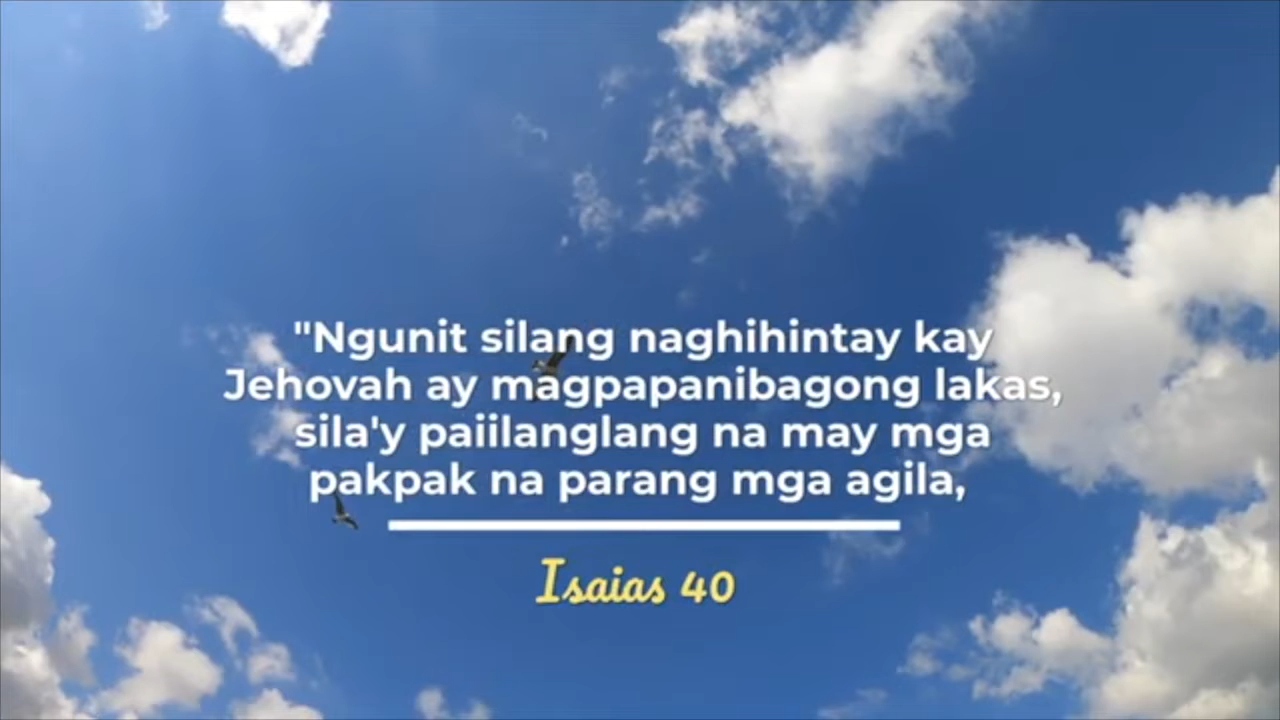 "Ngunit silang naghihintay kay
Jehovah ay magpapanibagong lakas,
sila'y paiilanglang na may mga
pakpak na parang mga agila,
Isaias 40